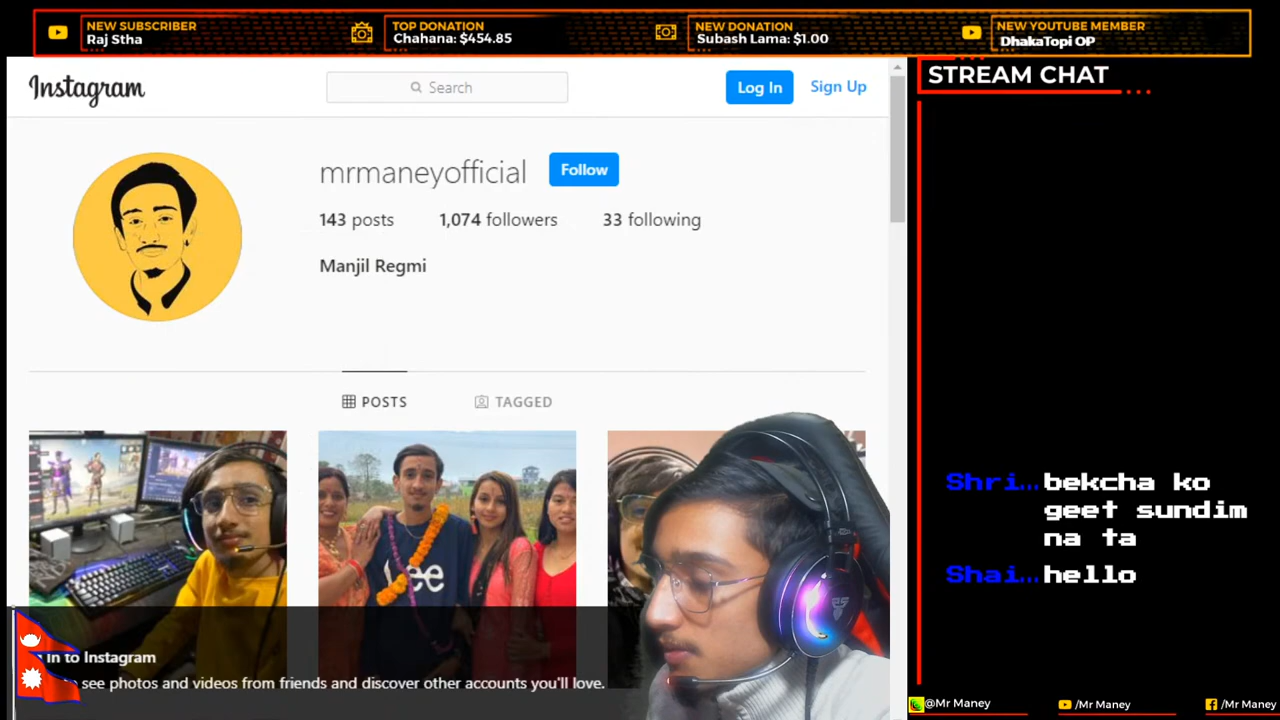 NEW SUBSCRIBER
Raj Stha
TOP DONATION
Chahana: $454.85
NEW DONATION
Subash Lama: $1.00
NEW YOUTUBE MEMBER
DhakaTopi OP
Instagram
Search
Log In
Sign Up
mrmaneyofficial
Follow
143 posts
1,074 followers
33 following
Manjil Regmi
POSTS
TAGGED
Lee
in to Instagram
see photos and videos from friends and discover other accounts you'll love.
STREAM CHAT
Shri... bekcha ko
geet sundim
na ta
Shai... hello
@Mr Maney
/Mr Maney
/Mr Maney